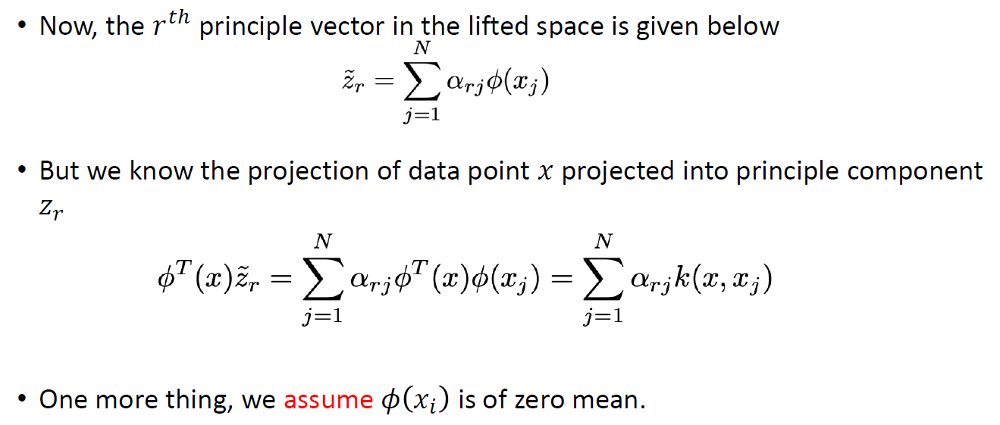 • Now, the $r^{th}$ principle vector in the lifted space is given below
$\tilde{z}_r = \sum_{j=1}^{N} \alpha_{rj}\phi(x_j)$
• But we know the projection of data point $x$ projected into principle component
$z_r$
$\phi^T(x)\tilde{z}_r = \sum_{j=1}^{N} \alpha_{rj}\phi^T(x)\phi(x_j) = \sum_{j=1}^{N} \alpha_{rj}k(x, x_j)$
• One more thing, we assume $\phi(x_i)$ is of zero mean.